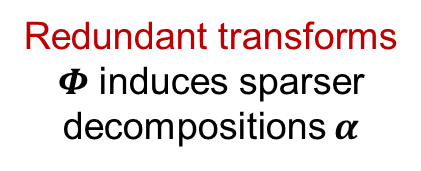 Redundant transforms
Φ induces sparser
decompositions α